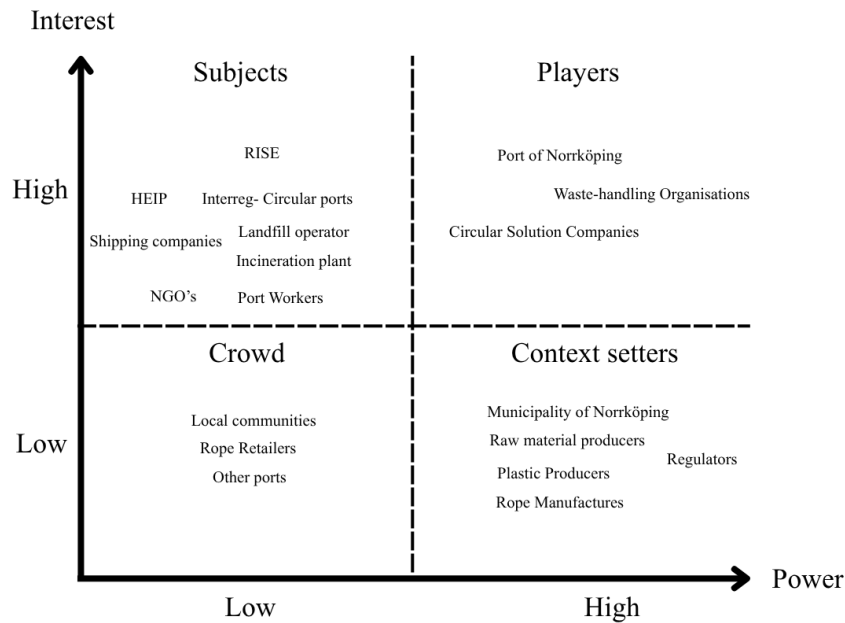 Interest
Subjects
Players
RISE
Port of Norrköping
High
HEIP
Interreg- Circular ports
Waste-handling Organisations
Shipping companies
Landfill operator
Circular Solution Companies
Incineration plant
NGO's
Port Workers
Crowd
Context setters
Local communities
Municipality of Norrköping
Low
Rope Retailers
Raw material producers
Regulators
Other ports
Plastic Producers
Rope Manufactures
Power
Low
High